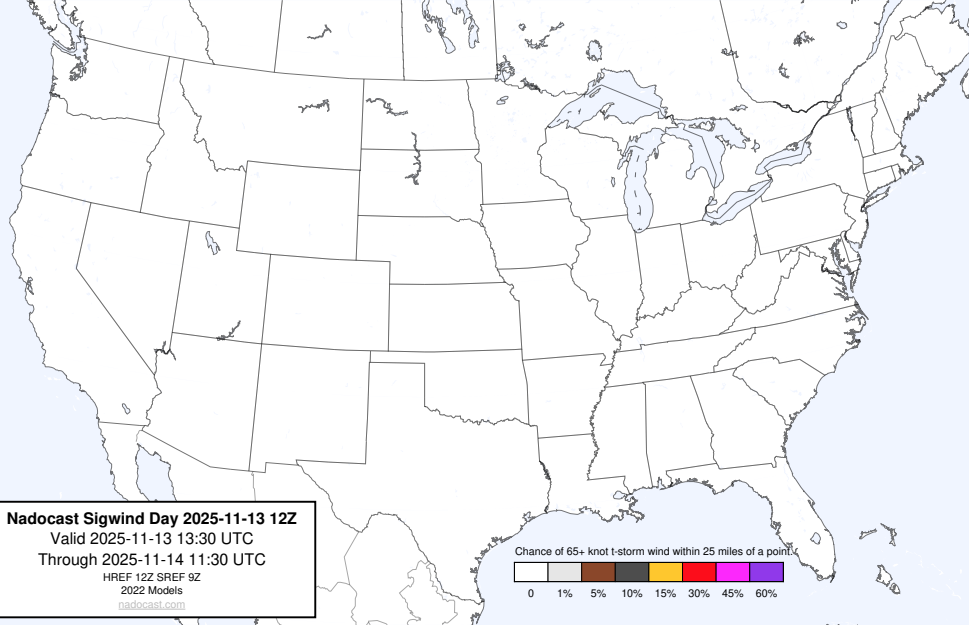 Nadocast Sigwind Day 2025-11-13 12Z
Valid 2025-11-13 13:30 UTC
Through 2025-11-14 11:30 UTC
HREF 12Z SREF 9Z
2022 Models
nadocast.com
Chance of 65+ knot t-storm wind within 25 miles of a point.
0 1% 5% 10% 15% 30% 45% 60%